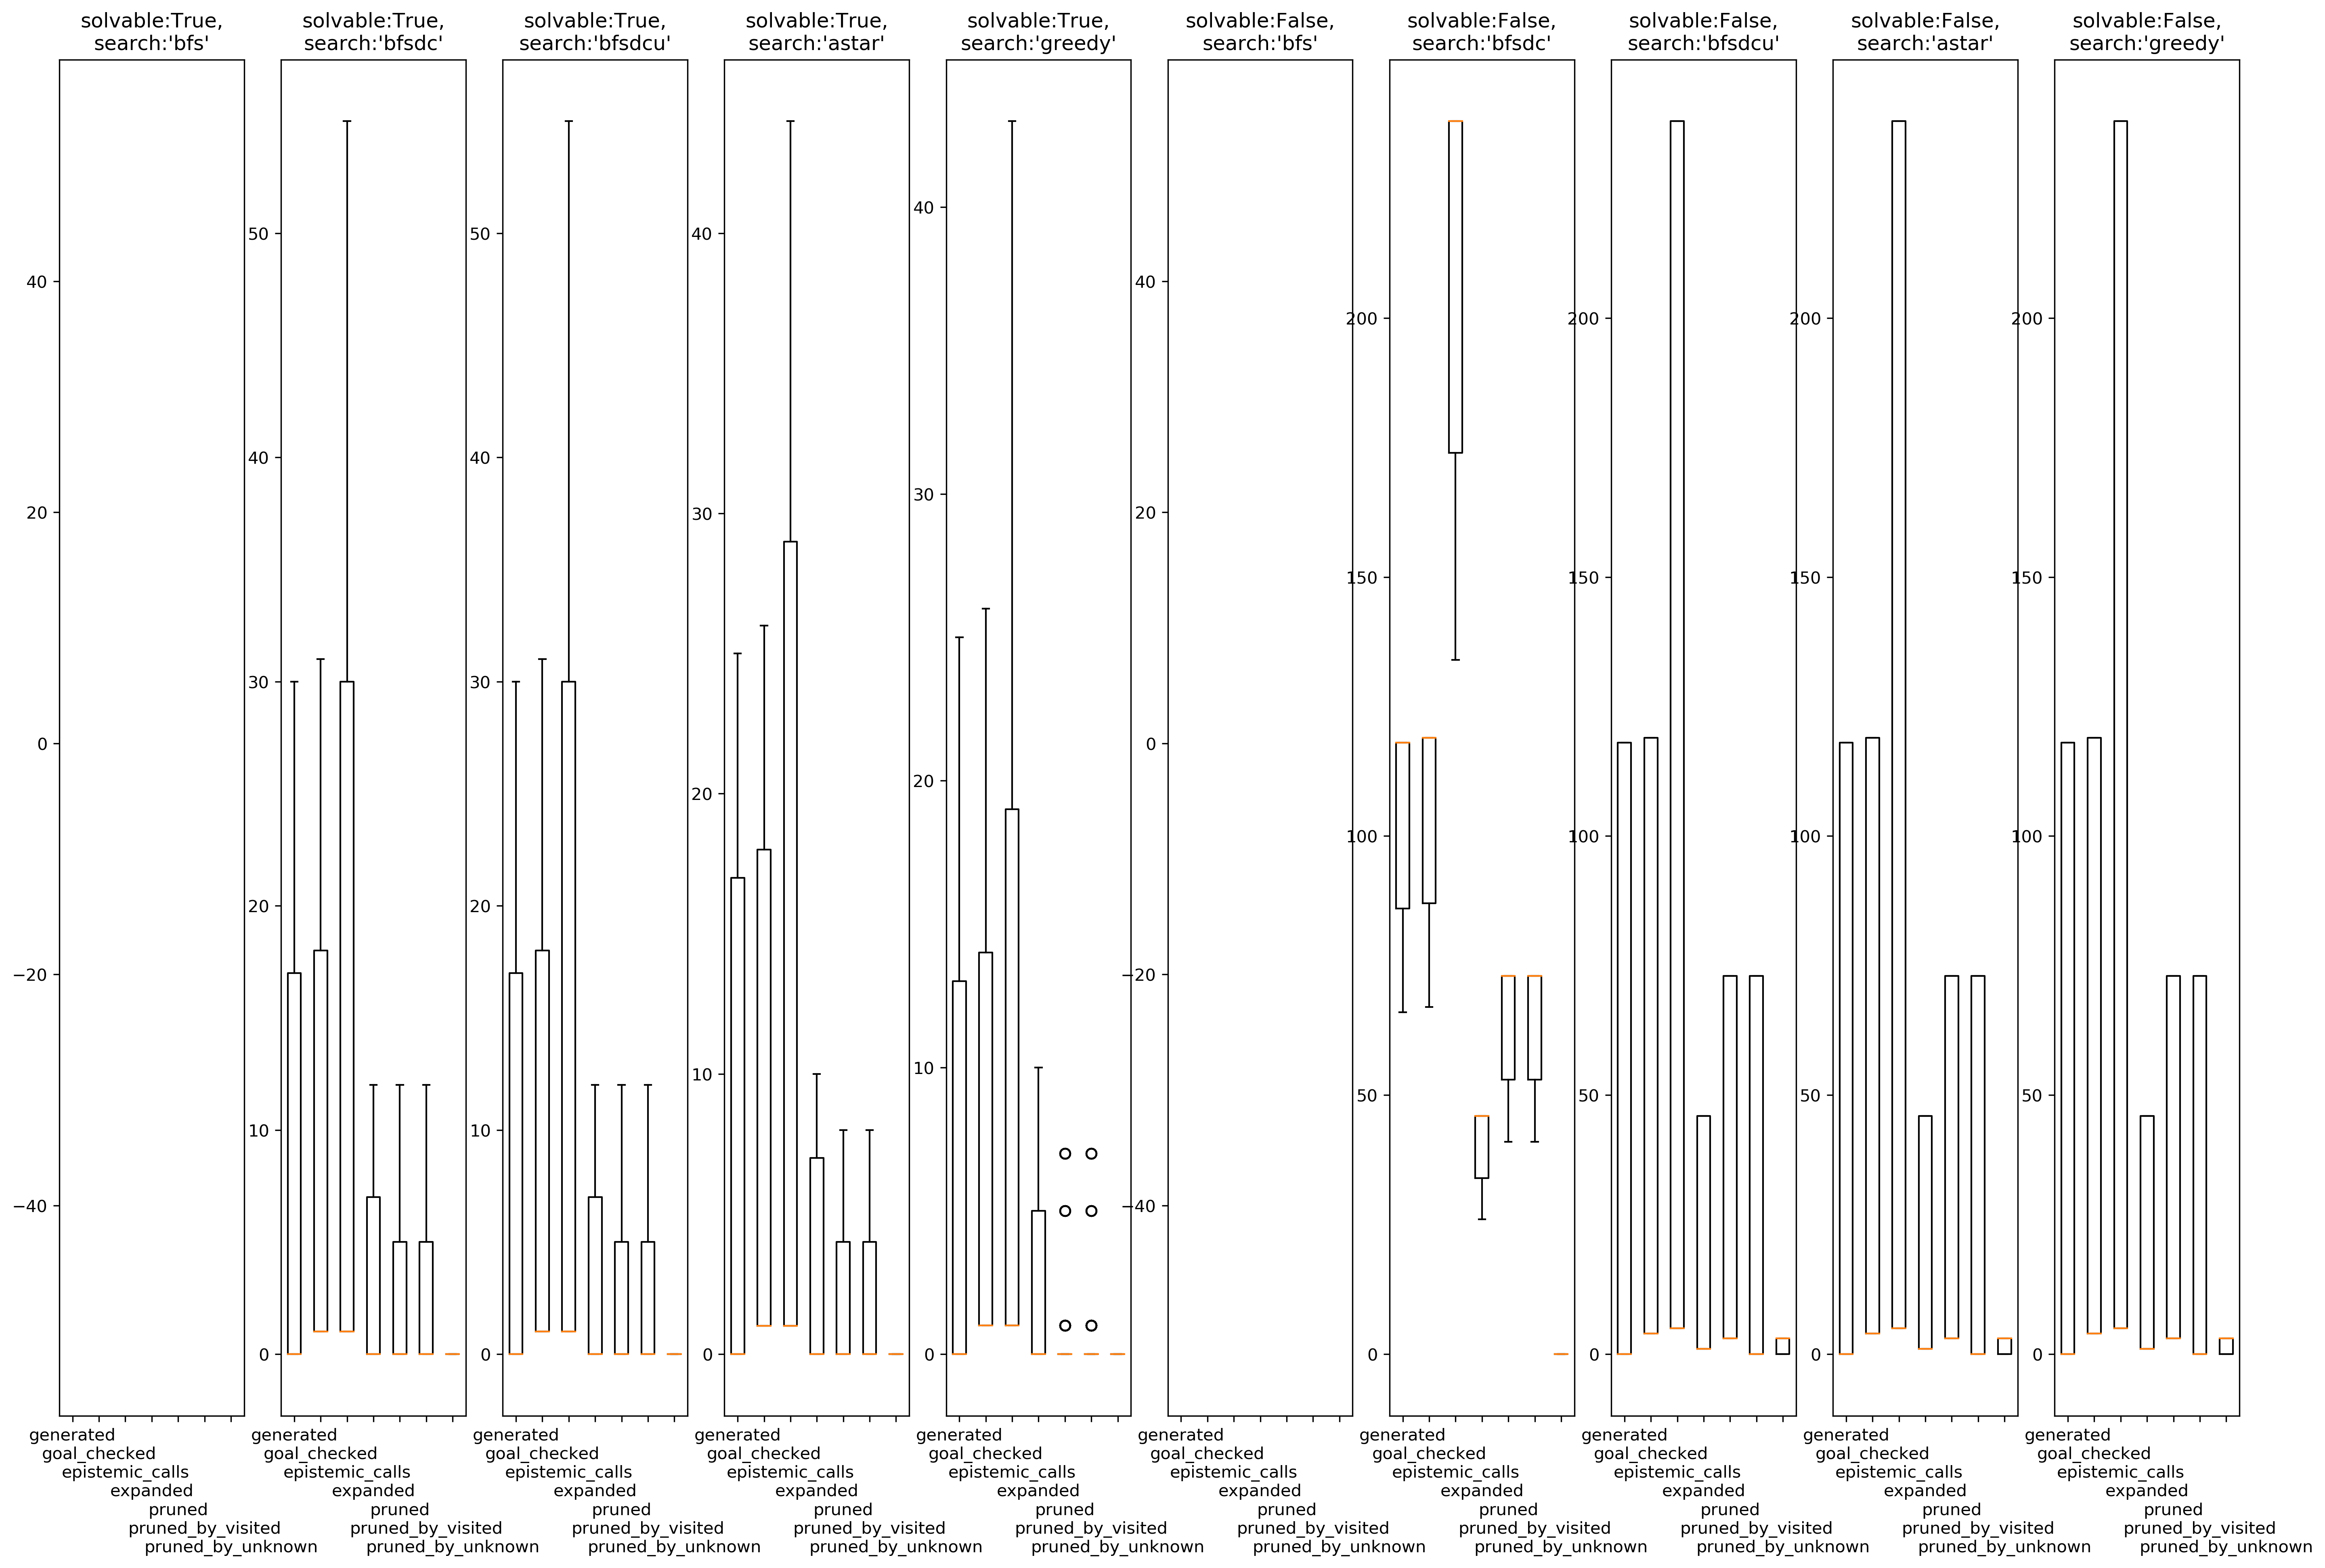 solvable:True,
search:'bfs'
solvable:True,
search:'bfsdc'
solvable:True,
search:'bfsdcu'
solvable:True,
search:'astar'
solvable:True,
search:'greedy'
solvable:False,
search:'bfs'
solvable:False,
search:'bfsdc'
solvable:False,
search:'bfsdcu'
solvable:False,
search:'astar'
solvable:False,
search:'greedy'
40
20
0
−20
−40
generated
goal_checked
epistemic_calls
expanded
pruned
pruned_by_visited
pruned_by_unknown
50
40
30
20
10
0
generated
goal_checked
epistemic_calls
expanded
pruned
pruned_by_visited
pruned_by_unknown
50
40
30
20
10
0
generated
goal_checked
epistemic_calls
expanded
pruned
pruned_by_visited
pruned_by_unknown
40
30
20
10
0
generated
goal_checked
epistemic_calls
expanded
pruned
pruned_by_visited
pruned_by_unknown
40
30
20
10
0
generated
goal_checked
epistemic_calls
expanded
pruned
pruned_by_visited
pruned_by_unknown
40
20
0
−20
−40
generated
goal_checked
epistemic_calls
expanded
pruned
pruned_by_visited
pruned_by_unknown
200
150
100
50
0
generated
goal_checked
epistemic_calls
expanded
pruned
pruned_by_visited
pruned_by_unknown
200
150
100
50
0
generated
goal_checked
epistemic_calls
expanded
pruned
pruned_by_visited
pruned_by_unknown
200
150
100
50
0
generated
goal_checked
epistemic_calls
expanded
pruned
pruned_by_visited
pruned_by_unknown
200
150
100
50
0
generated
goal_checked
epistemic_calls
expanded
pruned
pruned_by_visited
pruned_by_unknown